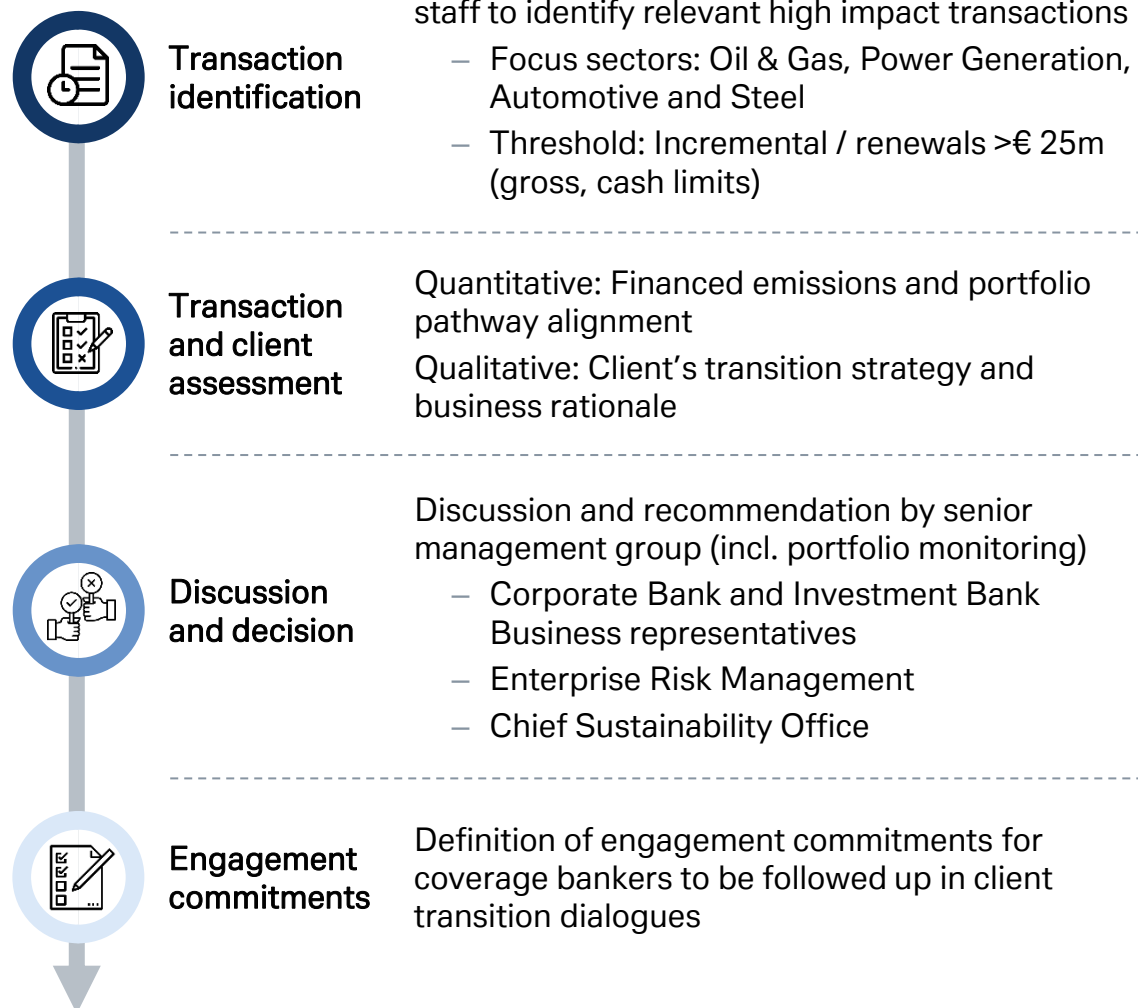 staff to identify relevant high impact transactions
Transaction
identification
– Focus sectors: Oil & Gas, Power Generation,
Automotive and Steel
– Threshold: Incremental / renewals >€ 25m
(gross, cash limits)
Transaction
and client
assessment
Quantitative: Financed emissions and portfolio
pathway alignment
Qualitative: Client’s transition strategy and
business rationale
Discussion
and decision
Discussion and recommendation by senior
management group (incl. portfolio monitoring)
– Corporate Bank and Investment Bank
Business representatives
– Enterprise Risk Management
– Chief Sustainability Office
Engagement
commitments
Definition of engagement commitments for
coverage bankers to be followed up in client
transition dialogues